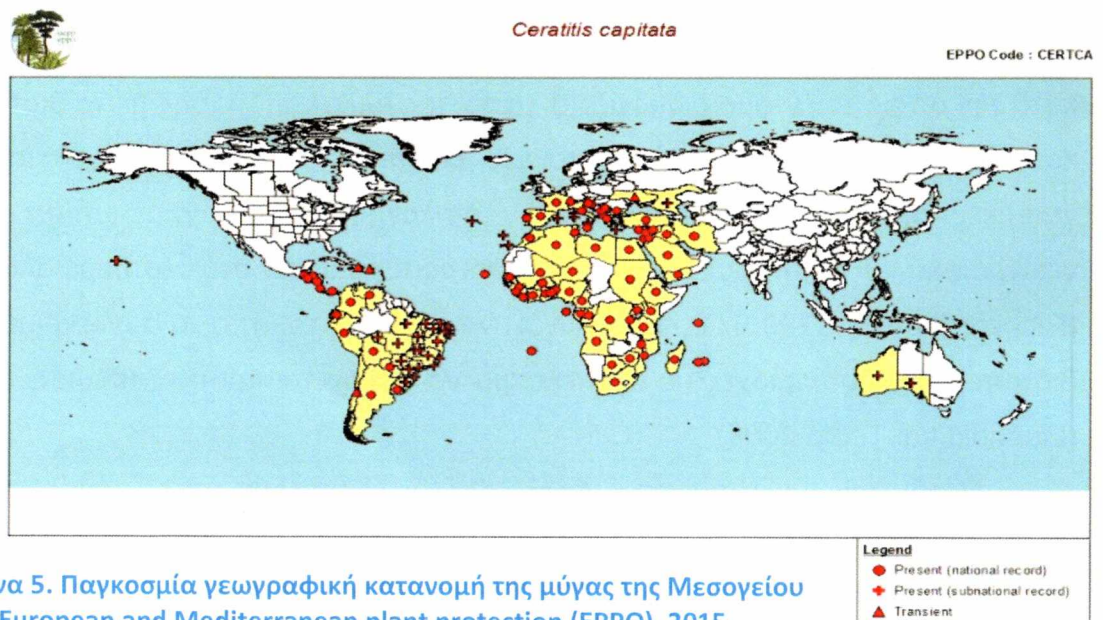 Ceratitis capitata
EPPO Code : CERTCA
Legend
Present (national record)
Present (subnational record)
Transient
να 5. Παγκοσμία γεωγραφική κατανομή της μύγας της Μεσογείου
European and Mediterranean plant protection (EPPO), 2015